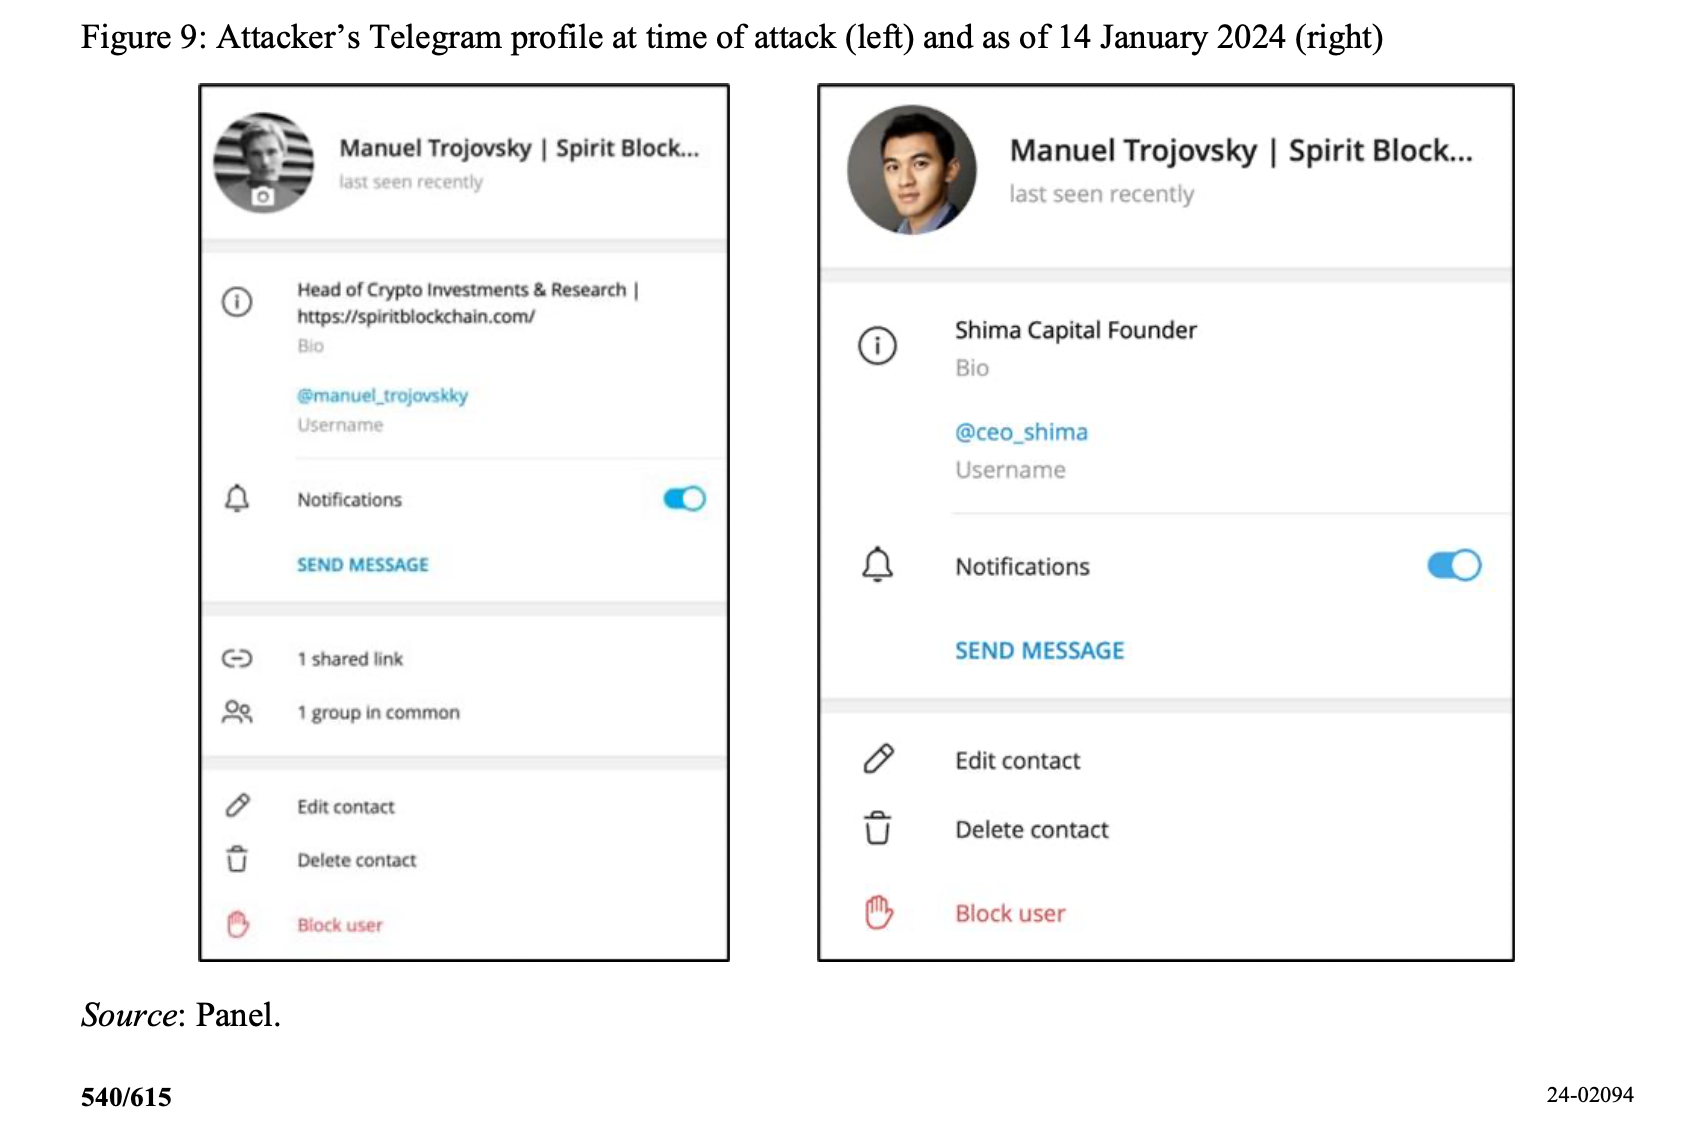 Figure 9: Attacker’s Telegram profile at time of attack (left) and as of 14 January 2024 (right)
Manuel Trojovsky | Spirit Block...
last seen recently
Head of Crypto Investments & Research |
https://spiritblockchain.com/
Bio
@manuel_trojovskky
Username
Notifications
SEND MESSAGE
1 shared link
1 group in common
Edit contact
Delete contact
Block user
Manuel Trojovsky | Spirit Block...
last seen recently
Shima Capital Founder
Bio
@ceo_shima
Username
Notifications
SEND MESSAGE
Edit contact
Delete contact
Block user
Source: Panel.
540/615
24-02094